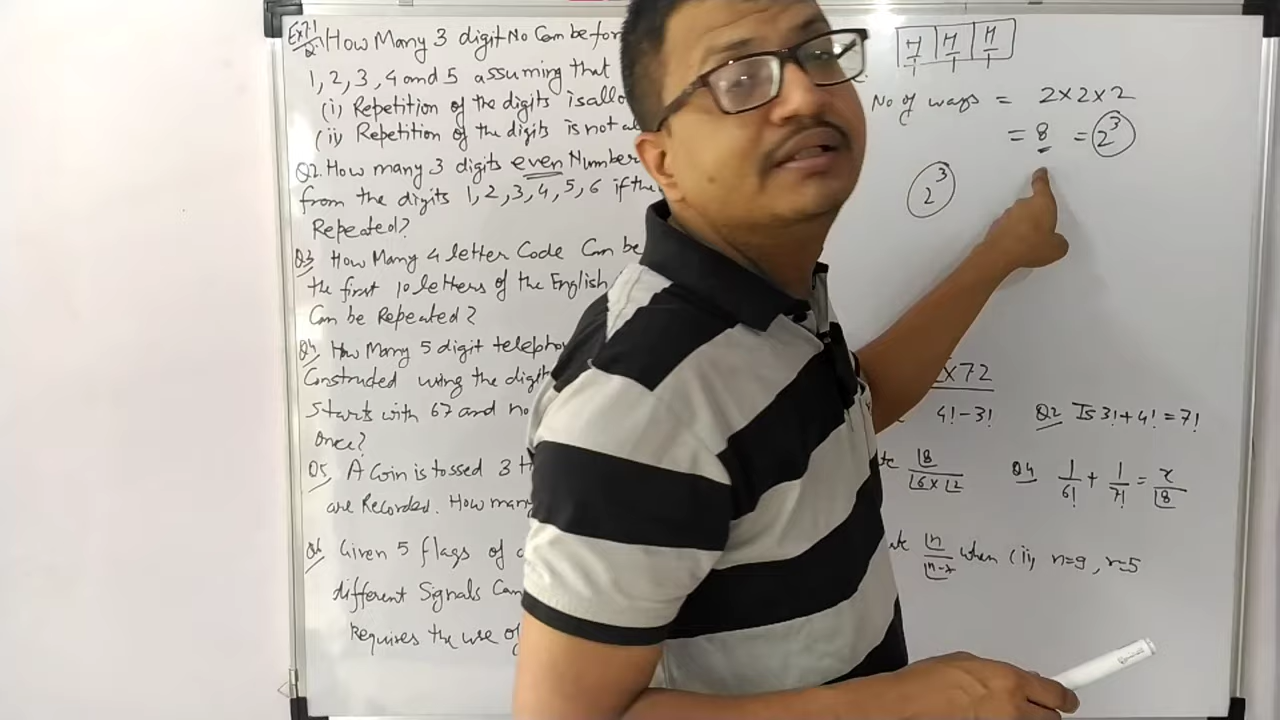 Ex 7.1
Q1 How Many 3 digit No Can be for
1, 2, 3, 4 and 5 assuming that
(i) Repetition of the digits is allo
(ii) Repetition of the digits is not al
Q2. How many 3 digits even Number
from the digits 1, 2, 3, 4, 5, 6 if the
Repeated?
Q3 How Many 4 letter Code Can be
the first 10 letters of the English
Can be Repeated?
Q4 How Many 5 digit telepho
Constructed using the digit
Starts with 67 and no
Once?
Q5, A Coin is tossed 3
are Recorded. How many
Q6 Given 5 flags of
different Signals Can
Requires the use of
H H H
T T T
No of ways = 2×2×2
= 8 = 2³
2³
×72
4!-3! Q2 Is 3!+4! = 7!
⌊8 / ⌊6 × ⌊2 Q4 1/6! + 1/7! = x/⌊8
⌊n / ⌊n-r when (ii) n=9, r=5